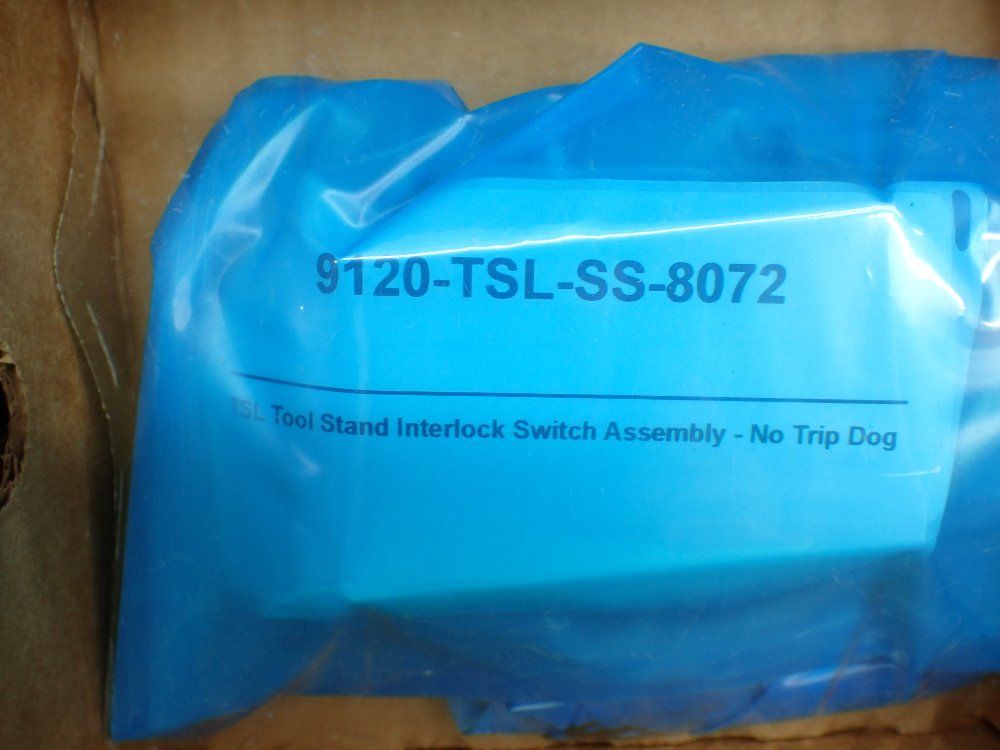 9120-TSL-SS-8072
TSL Tool Stand Interlock Switch Assembly - No Trip Dog